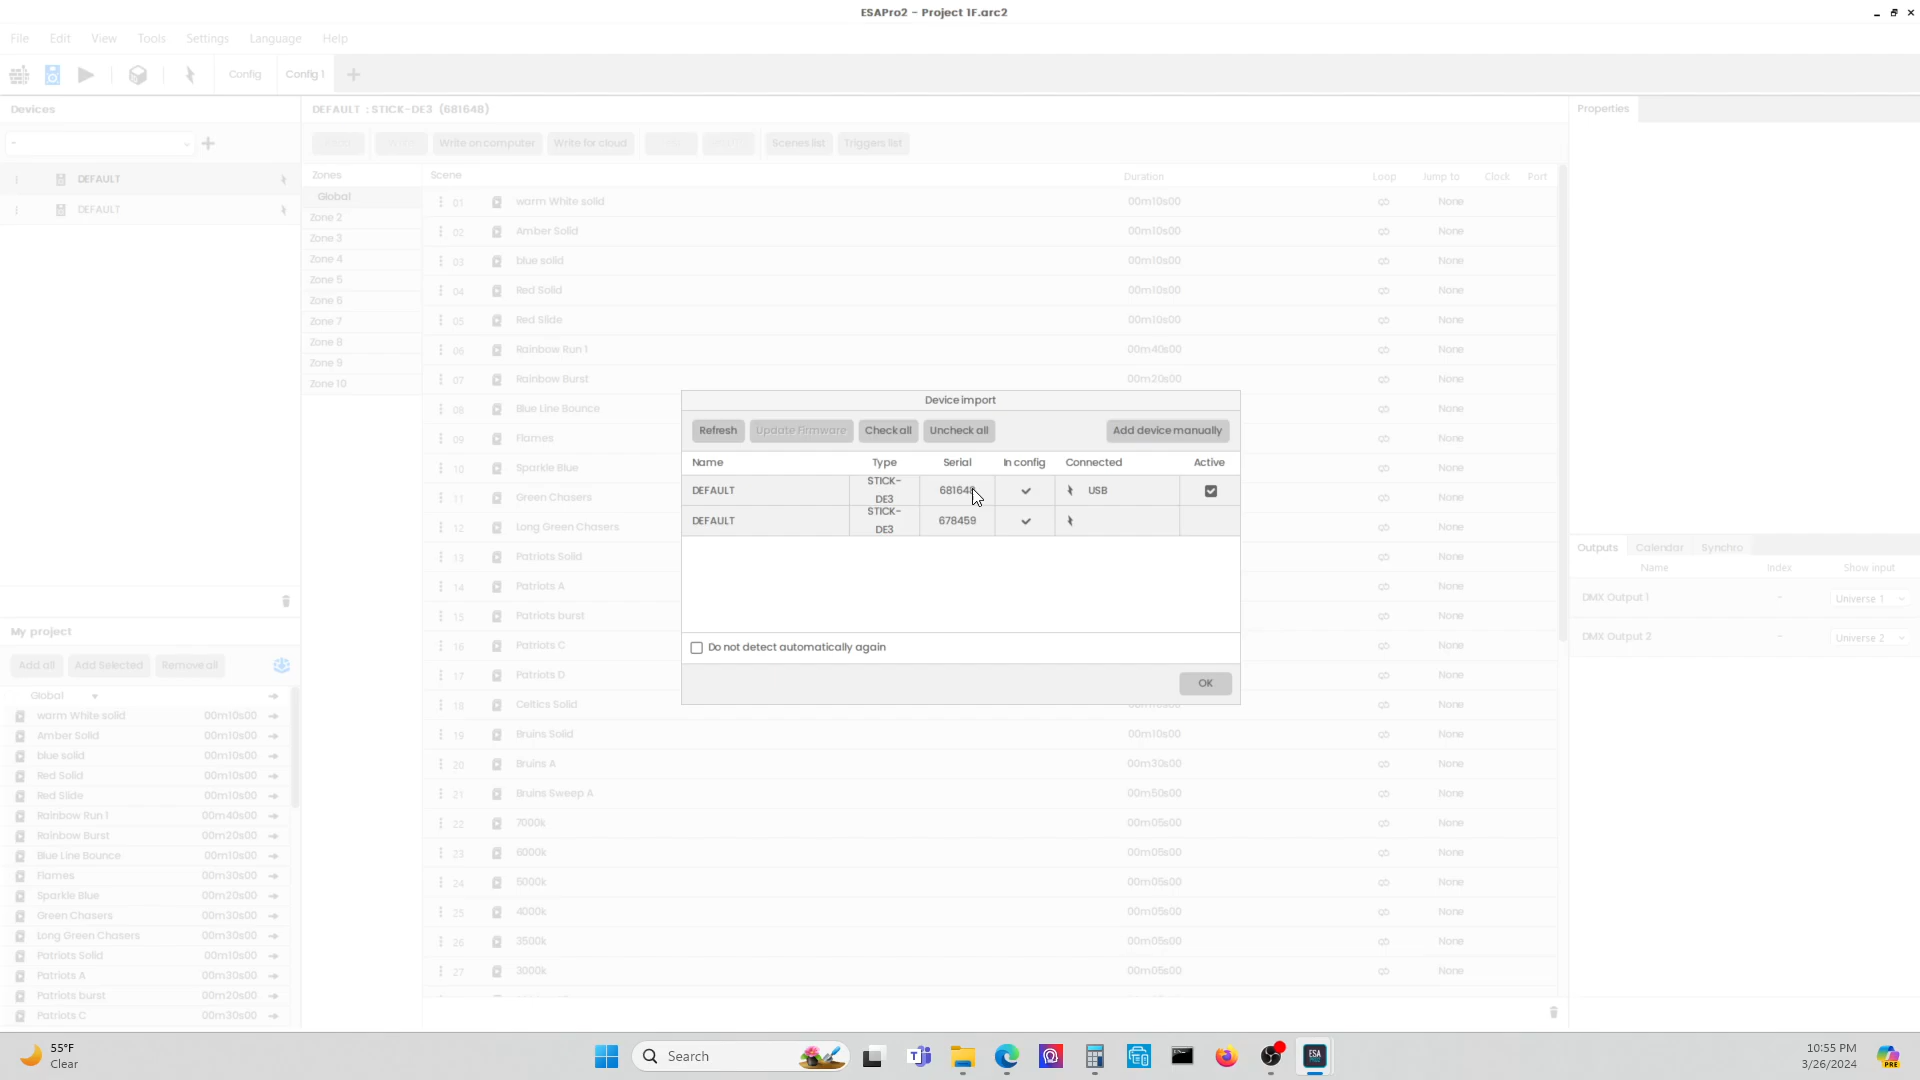 ESAPro2 - Project 1F.arc2
File Edit View Tools Settings Language Help
Config Config 1
Devices
DEFAULT : STICK-DE3 (681648)
Properties
-
Write on computer Write for cloud Scenes list Triggers list
DEFAULT
DEFAULT
Zones
Global
Zone 2
Zone 3
Zone 4
Zone 5
Zone 6
Zone 7
Zone 8
Zone 9
Zone 10
Scene Duration Loop Jump to Clock Port
01 warm White solid 00m10s00 None
02 Amber Solid 00m10s00 None
03 blue solid 00m10s00 None
04 Red Solid 00m10s00 None
05 Red Slide 00m10s00 None
06 Rainbow Run 1 00m40s00 None
07 Rainbow Burst 00m20s00 None
08 Blue Line Bounce None
09 Flames None
10 Sparkle Blue None
11 Green Chasers None
12 Long Green Chasers None
13 Patriots Solid None
14 Patriots A None
15 Patriots burst None
16 Patriots C None
17 Patriots D None
18 Celtics Solid None
19 Bruins Solid 00m10s00 None
20 Bruins A 00m30s00 None
21 Bruins Sweep A 00m50s00 None
22 7000k 00m05s00 None
23 6000k 00m05s00 None
24 5000k 00m05s00 None
25 4000k 00m05s00 None
26 3500k 00m05s00 None
27 3000k 00m05s00 None
Device import
Refresh Update Firmware Check all Uncheck all Add device manually
Name Type Serial In config Connected Active
DEFAULT STICK-DE3 681648 USB
DEFAULT STICK-DE3 678459
Do not detect automatically again
OK
Outputs Calendar Synchro
Name Index Show input
DMX Output 1 - Universe 1
DMX Output 2 - Universe 2
My project
Add all Add Selected Remove all
Global
warm White solid 00m10s00
Amber Solid 00m10s00
blue solid 00m10s00
Red Solid 00m10s00
Red Slide 00m10s00
Rainbow Run 1 00m40s00
Rainbow Burst 00m20s00
Blue Line Bounce 00m10s00
Flames 00m30s00
Sparkle Blue 00m20s00
Green Chasers 00m30s00
Long Green Chasers 00m30s00
Patriots Solid 00m10s00
Patriots A 00m30s00
Patriots burst 00m20s00
Patriots C 00m30s00
55°F
Clear
Search
ESA
PRE
10:55 PM
3/26/2024